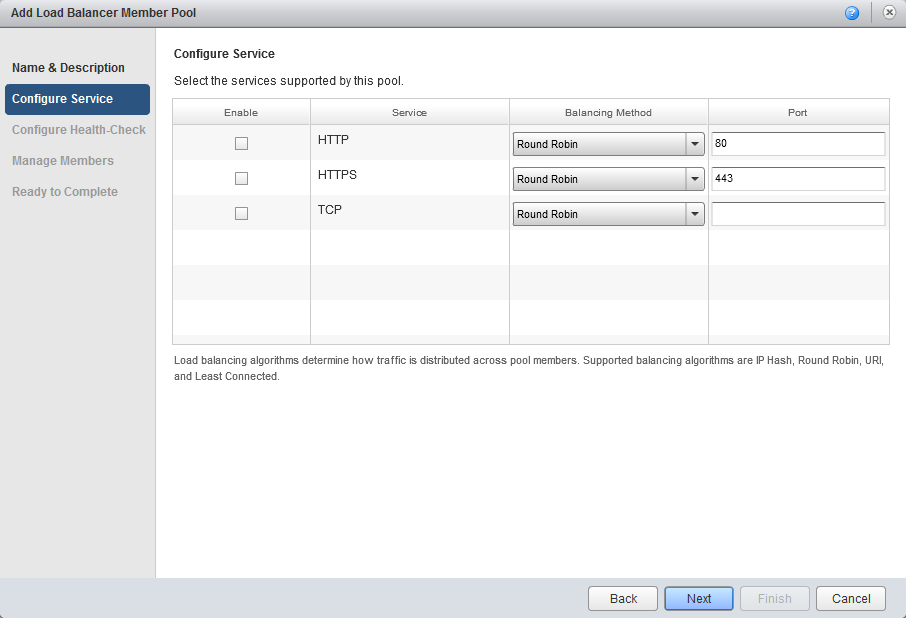 Add Load Balancer Member Pool
?
Name & Description
Configure Service
Configure Health-Check
Manage Members
Ready to Complete
Configure Service
Select the services supported by this pool.
Enable Service Balancing Method Port
HTTP Round Robin 80
HTTPS Round Robin 443
TCP Round Robin
Load balancing algorithms determine how traffic is distributed across pool members. Supported balancing algorithms are IP Hash, Round Robin, URI,
and Least Connected.
Back Next Finish Cancel